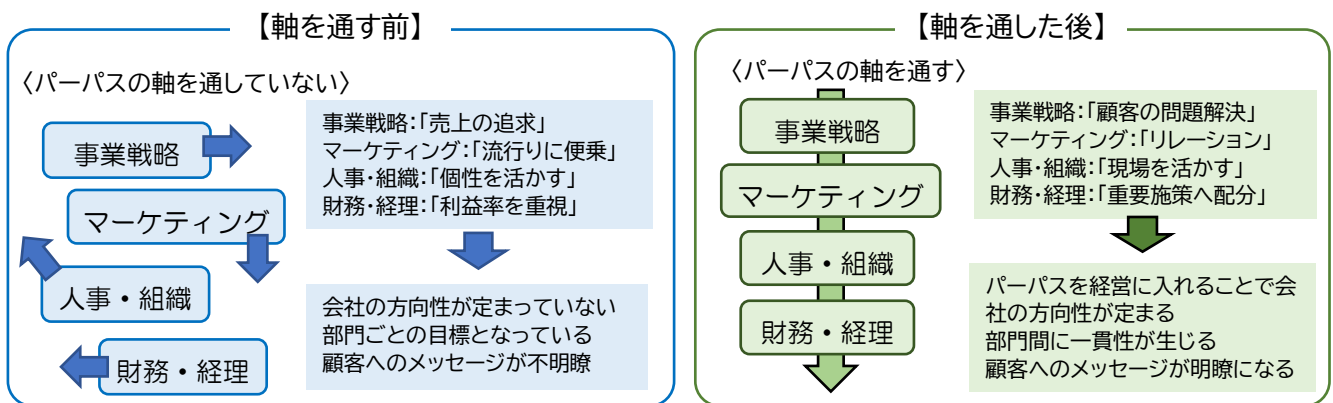 【軸を通す前】
〈パーパスの軸を通していない〉
事業戦略
マーケティング
人事・組織
財務・経理
事業戦略:「売上の追求」
マーケティング:「流行りに便乗」
人事・組織:「個性を活かす」
財務・経理:「利益率を重視」
会社の方向性が定まっていない
部門ごとの目標となっている
顧客へのメッセージが不明瞭
【軸を通した後】
〈パーパスの軸を通す〉
事業戦略
マーケティング
人事・組織
財務・経理
事業戦略:「顧客の問題解決」
マーケティング:「リレーション」
人事・組織:「現場を活かす」
財務・経理:「重要施策へ配分」
パーパスを経営に入れることで会
社の方向性が定まる
部門間に一貫性が生じる
顧客へのメッセージが明瞭になる